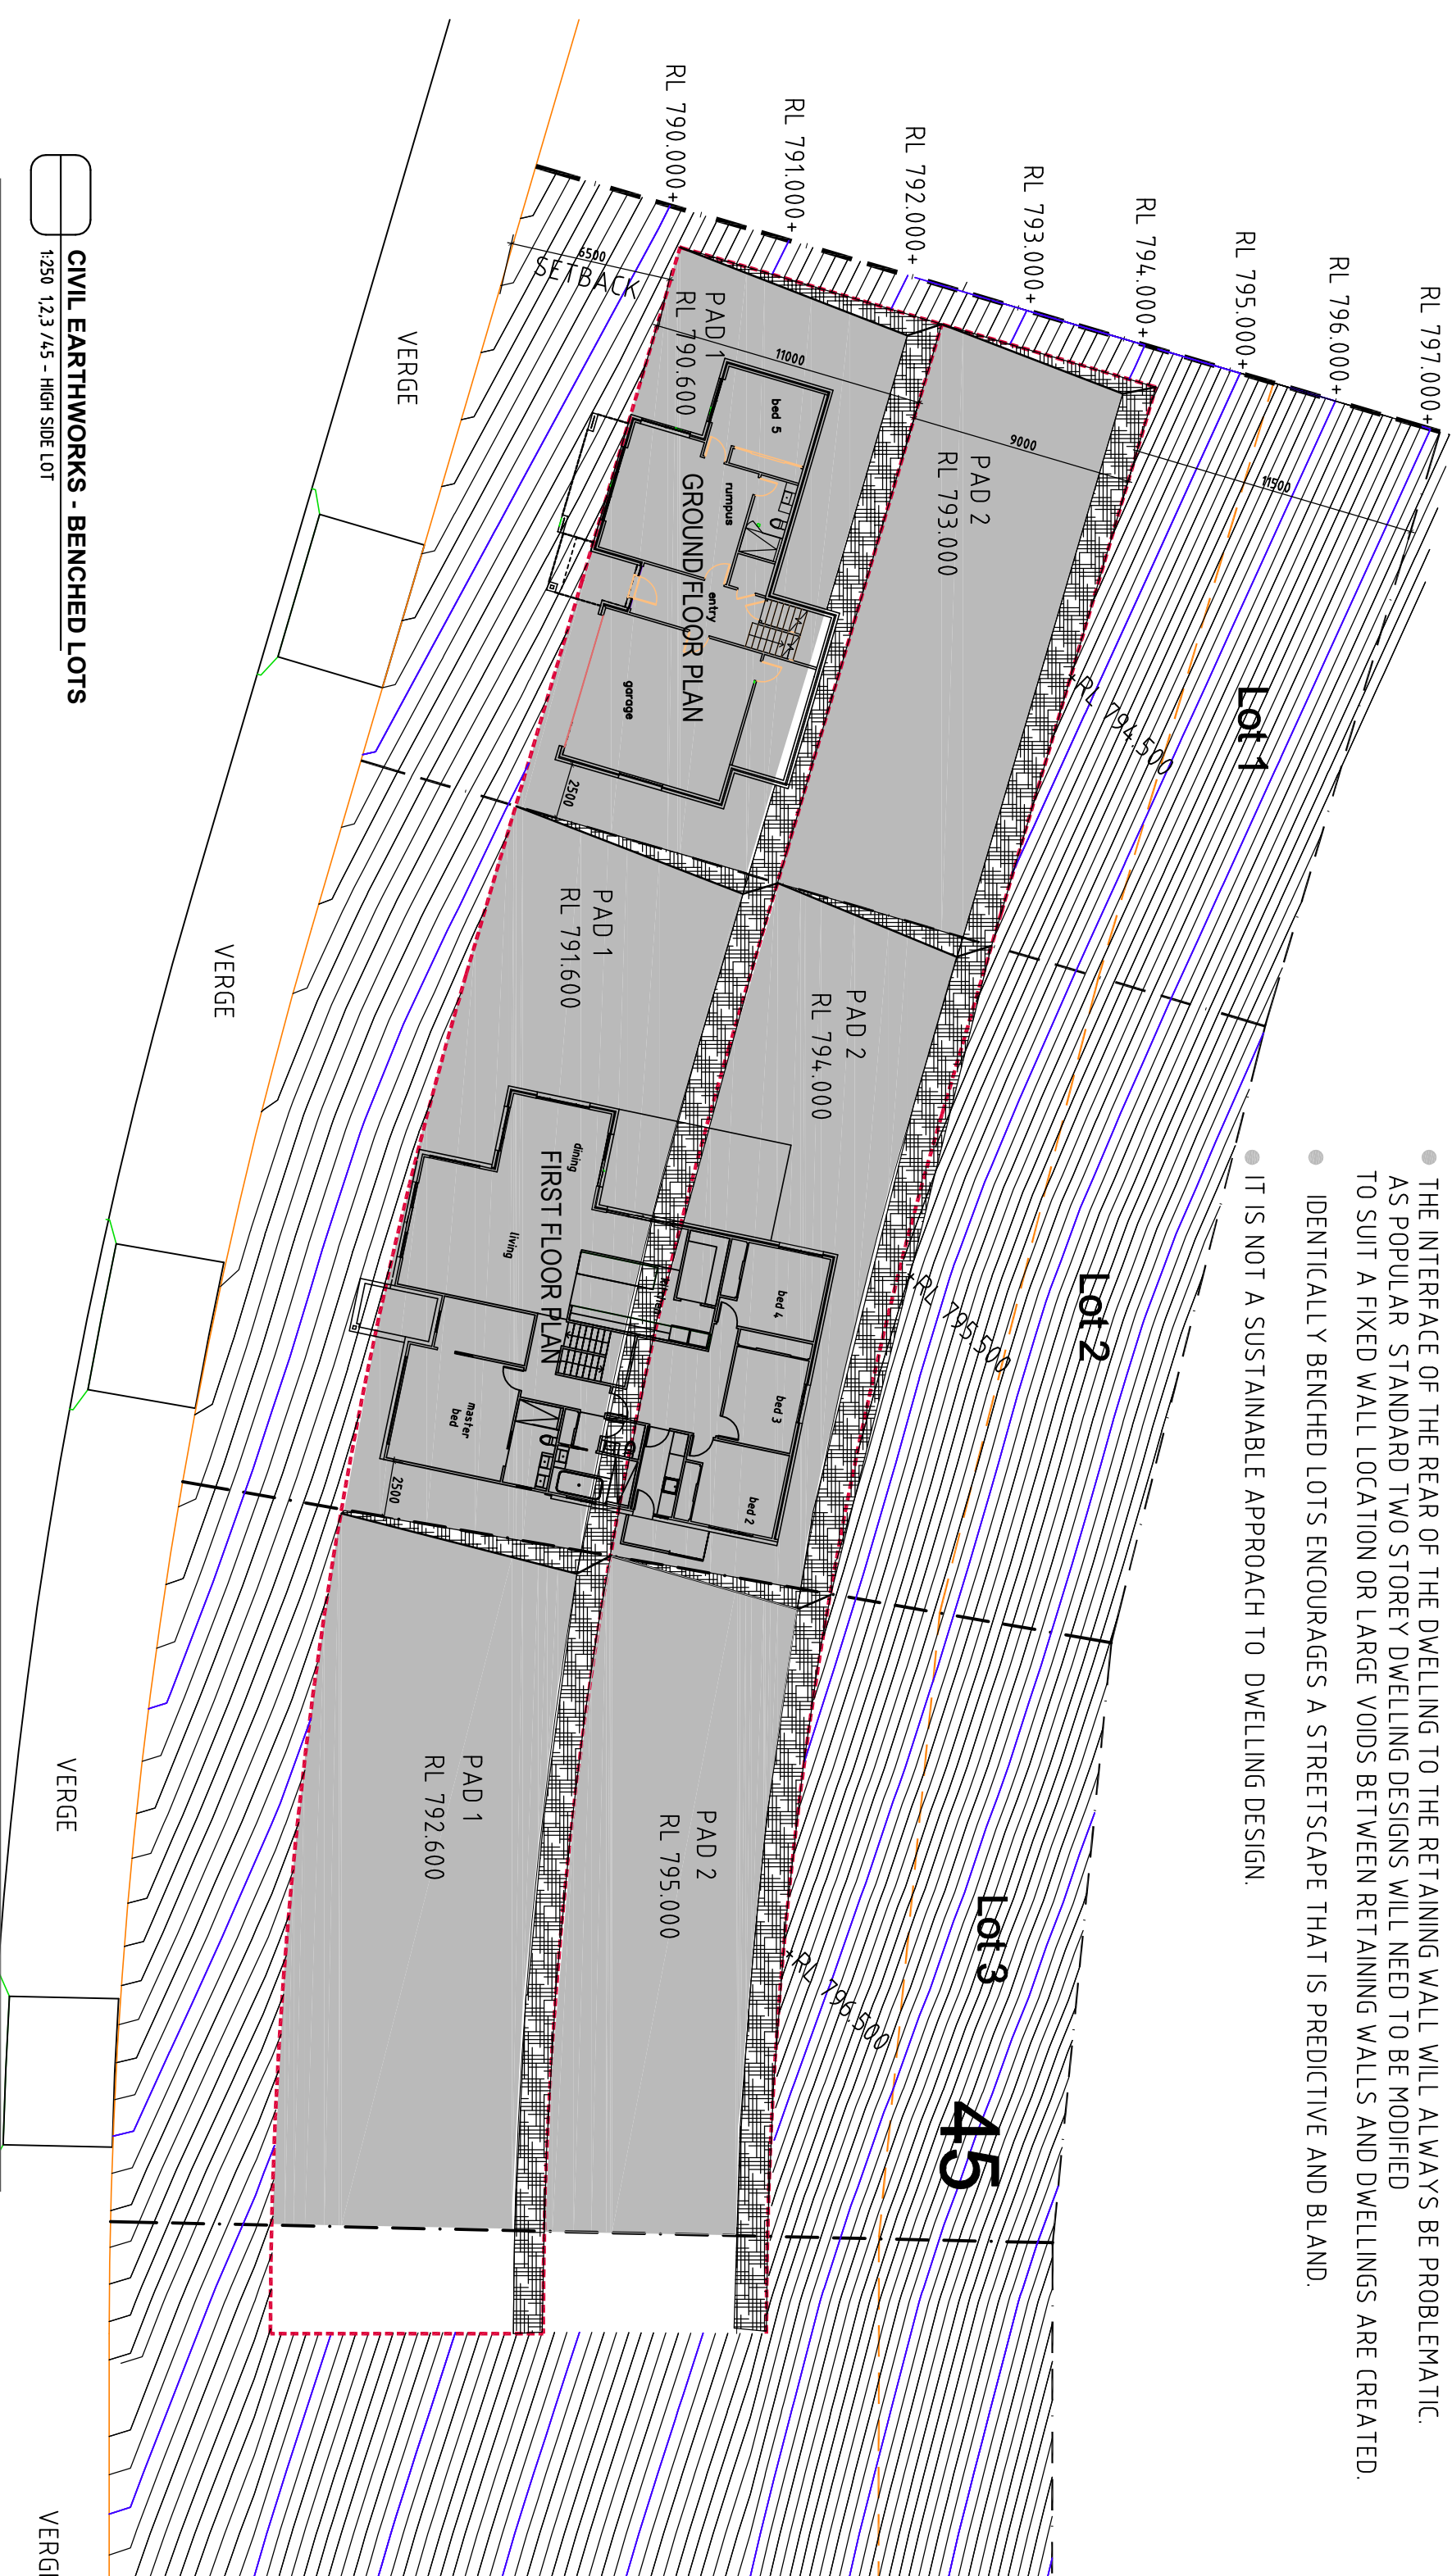 THE INTERFACE OF THE REAR OF THE DWELLING TO THE RETAINING WALL WILL ALWAYS BE PROBLEMATIC.
AS POPULAR STANDARD TWO STOREY DWELLING DESIGNS WILL NEED TO BE MODIFIED
TO SUIT A FIXED WALL LOCATION OR LARGE VOIDS BETWEEN RETAINING WALLS AND DWELLINGS ARE CREATED.
IDENTICALLY BENCHED LOTS ENCOURAGES A STREETSCAPE THAT IS PREDICTIVE AND BLAND.
IT IS NOT A SUSTAINABLE APPROACH TO DWELLING DESIGN.
RL 797.000+
RL 796.000+
RL 795.000+
RL 794.000+
RL 793.000+
RL 792.000+
RL 791.000+
RL 790.000+
Lot 1
Lot 2
Lot 3
45
11500
9000
11000
6500
SETBACK
+RL 794.500
+RL 795.500
+RL 796.500
PAD 2
RL 793.000
PAD 1
RL 790.600
bed 5
rumpus
GROUND FLOOR PLAN
entry
garage
2500
PAD 2
RL 794.000
PAD 1
RL 791.600
dining
FIRST FLOOR PLAN
living
bed 4
bed 3
bed 2
master
bed
2500
PAD 2
RL 795.000
PAD 1
RL 792.600
VERGE
VERGE
VERGE
VERGE
CIVIL EARTHWORKS - BENCHED LOTS
1:250 1,2,3 /45 - HIGH SIDE LOT